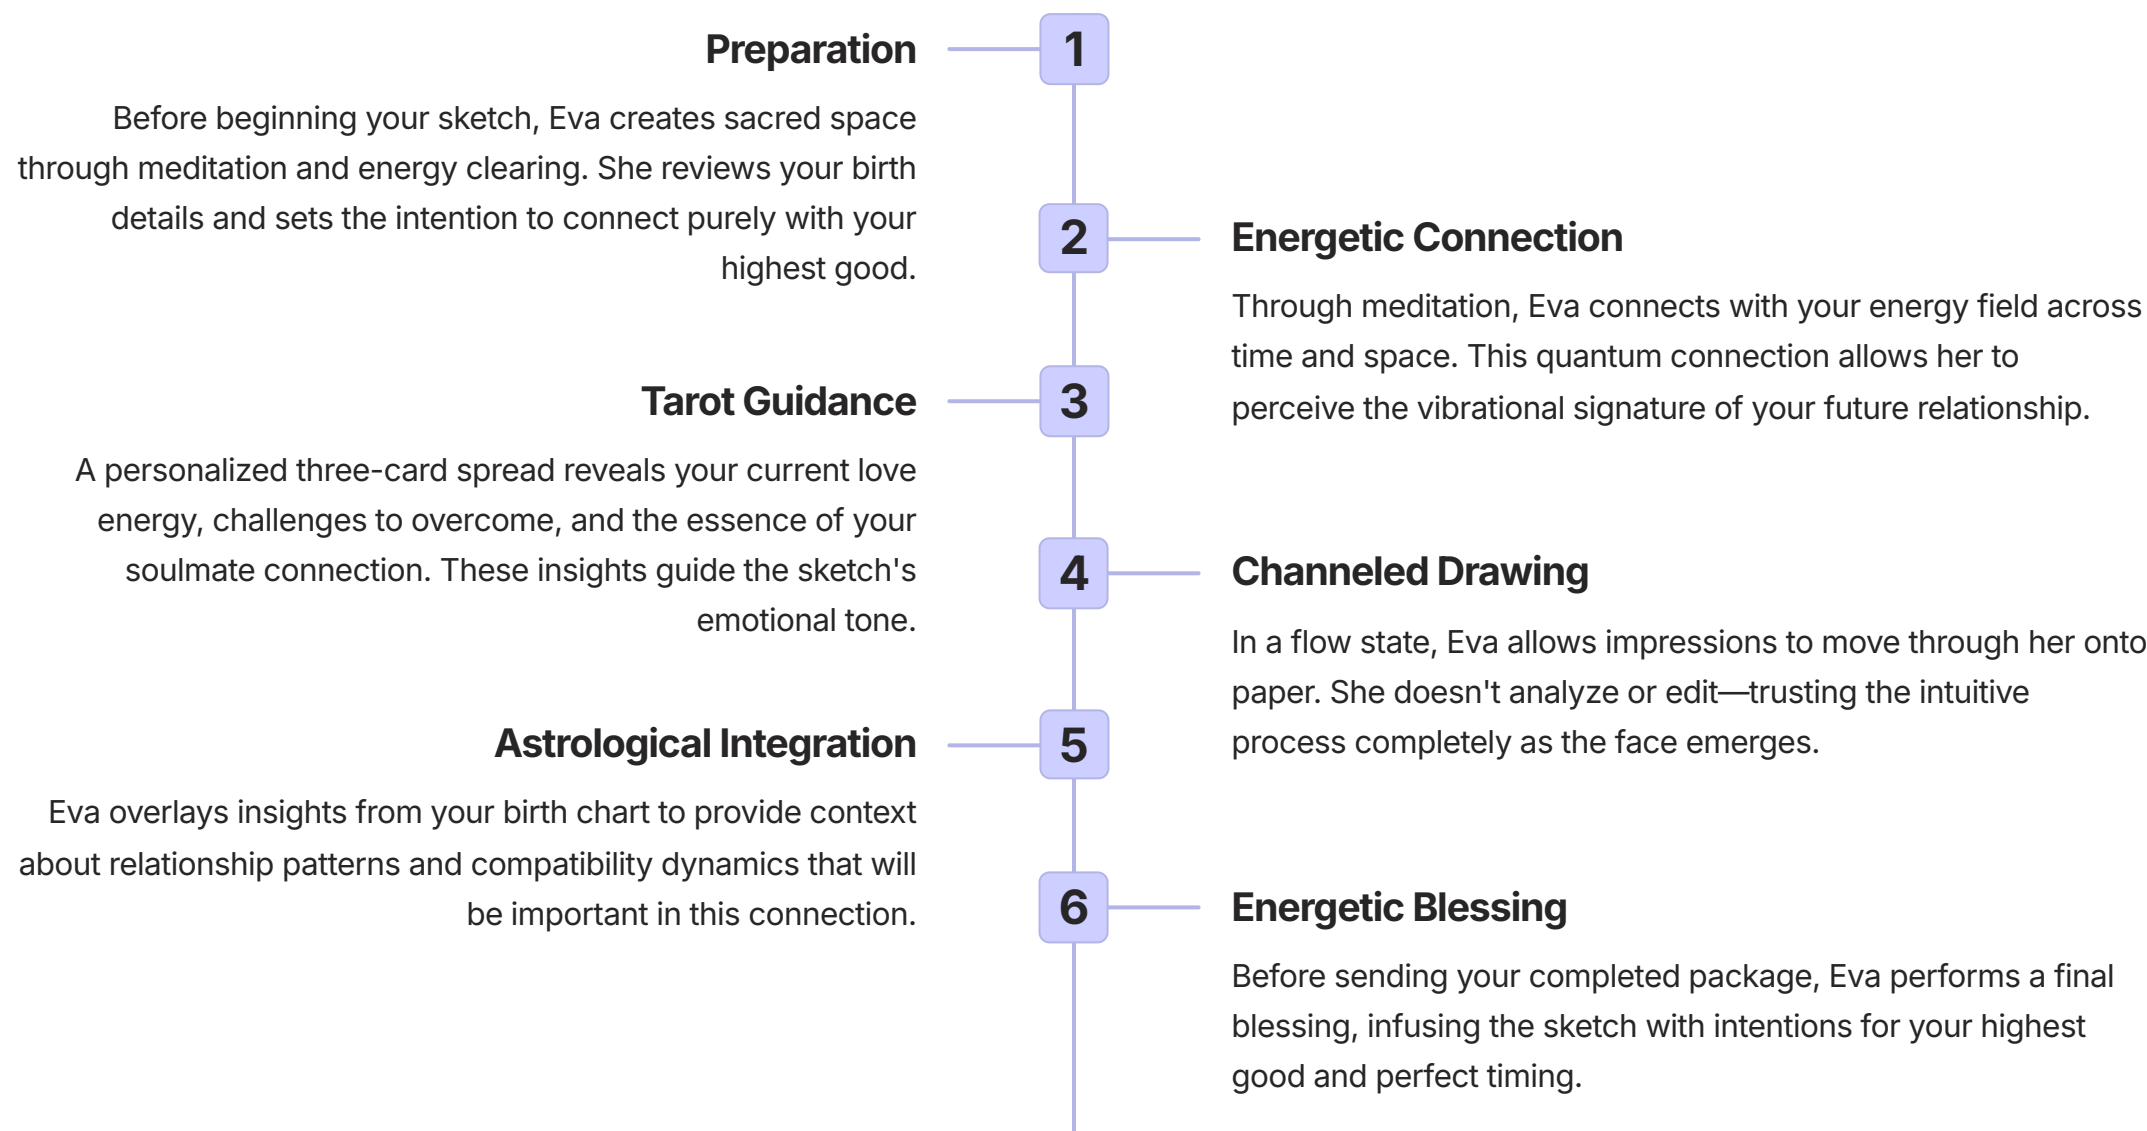 1
Preparation
Before beginning your sketch, Eva creates sacred space
through meditation and energy clearing. She reviews your birth
details and sets the intention to connect purely with your
highest good.
2
Energetic Connection
Through meditation, Eva connects with your energy field across
time and space. This quantum connection allows her to
perceive the vibrational signature of your future relationship.
3
Tarot Guidance
A personalized three-card spread reveals your current love
energy, challenges to overcome, and the essence of your
soulmate connection. These insights guide the sketch's
emotional tone.
4
Channeled Drawing
In a flow state, Eva allows impressions to move through her onto
paper. She doesn't analyze or edit—trusting the intuitive
process completely as the face emerges.
5
Astrological Integration
Eva overlays insights from your birth chart to provide context
about relationship patterns and compatibility dynamics that will
be important in this connection.
6
Energetic Blessing
Before sending your completed package, Eva performs a final
blessing, infusing the sketch with intentions for your highest
good and perfect timing.